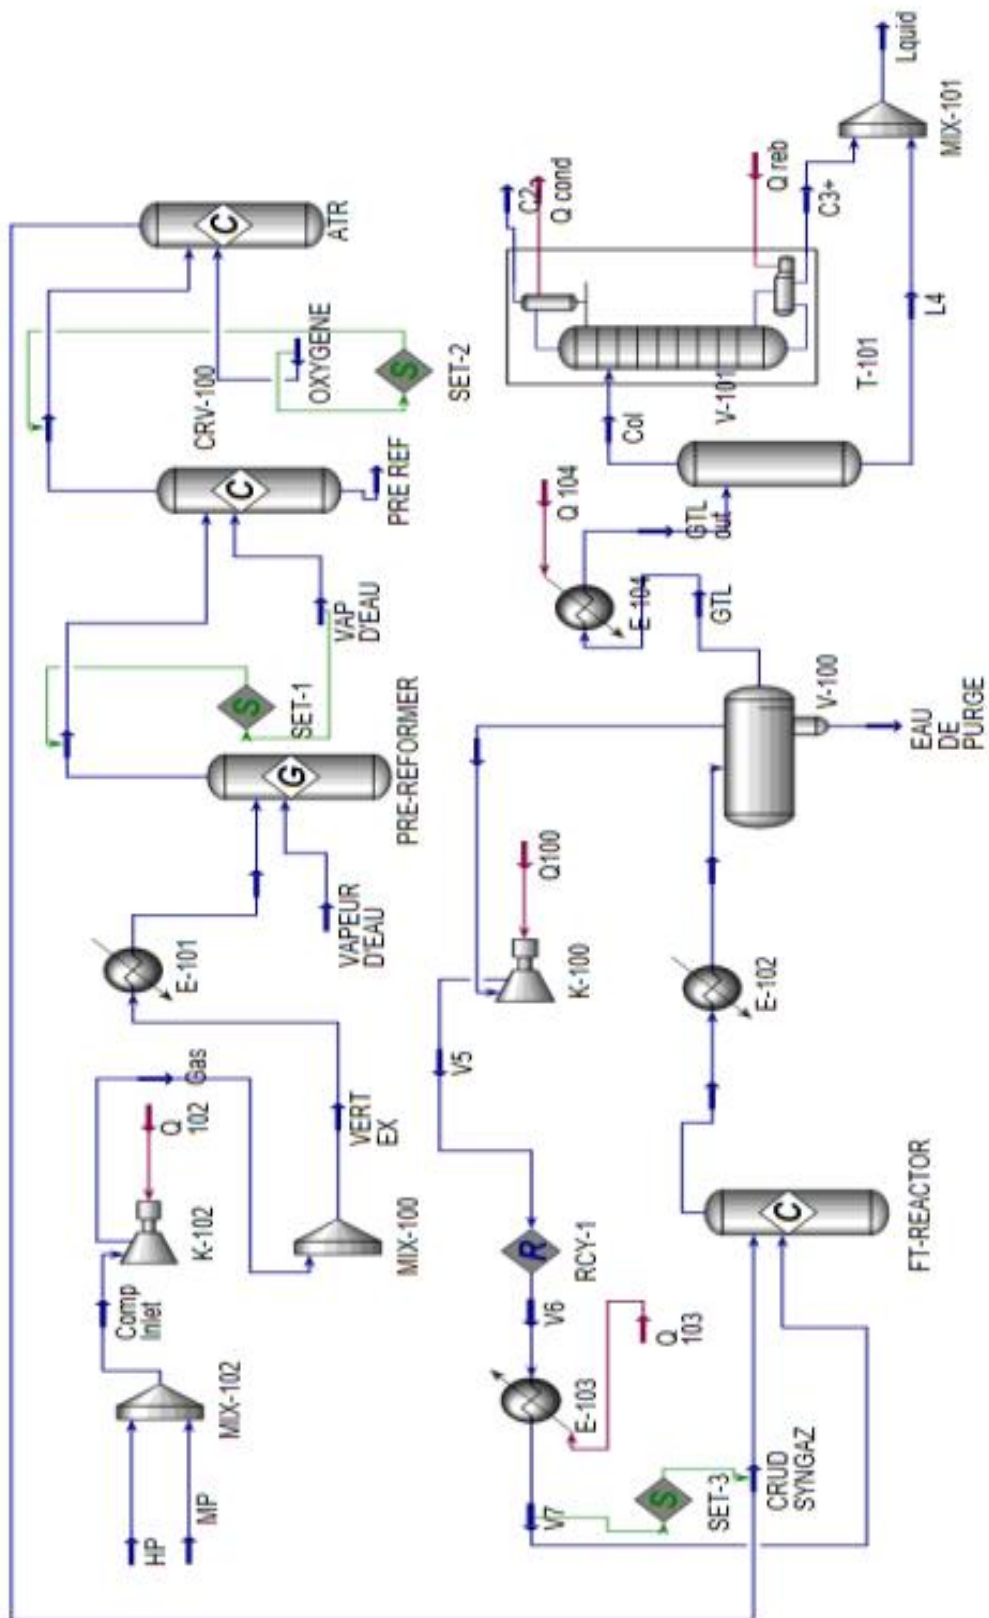 HP
MP
MIX-102
Comp
Inlet
K-102
Q
102
Gas
MIX-100
VERT
EX
E-101
VAPEUR
D'EAU
G
PRE-REFORMER
S
SET-1
VAP
D'EAU
C
CRV-100
PRE REF
OXYGENE
S
SET-2
C
ATR
V7
S
SET-3
CRUD
SYNGAZ
E-103
Q
103
V6
R
RCY-1
V5
K-100
Q100
C
FT-REACTOR
E-102
V-100
EAU
DE
PURGE
GTL
E-104
Q 104
GTL
out
Col
V-101
T-101
L4
C2
Q cond
Q reb
C3+
MIX-101
Lquid